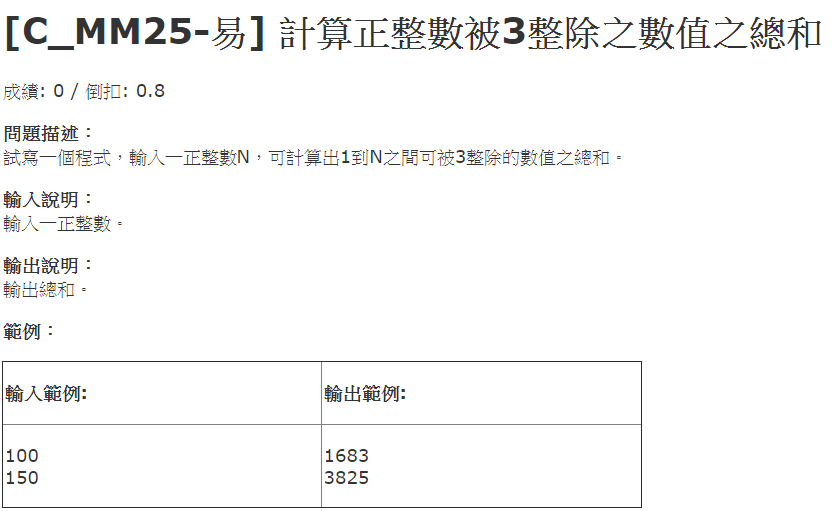 [C_MM25-易] 計算正整數被3整除之數值之總和
成績: 0 / 倒扣: 0.8
問題描述：
試寫一個程式，輸入一正整數N，可計算出1到N之間可被3整除的數值之總和。
輸入說明：
輸入一正整數。
輸出說明：
輸出總和。
範例：
輸入範例: 輸出範例:
100 1683
150 3825